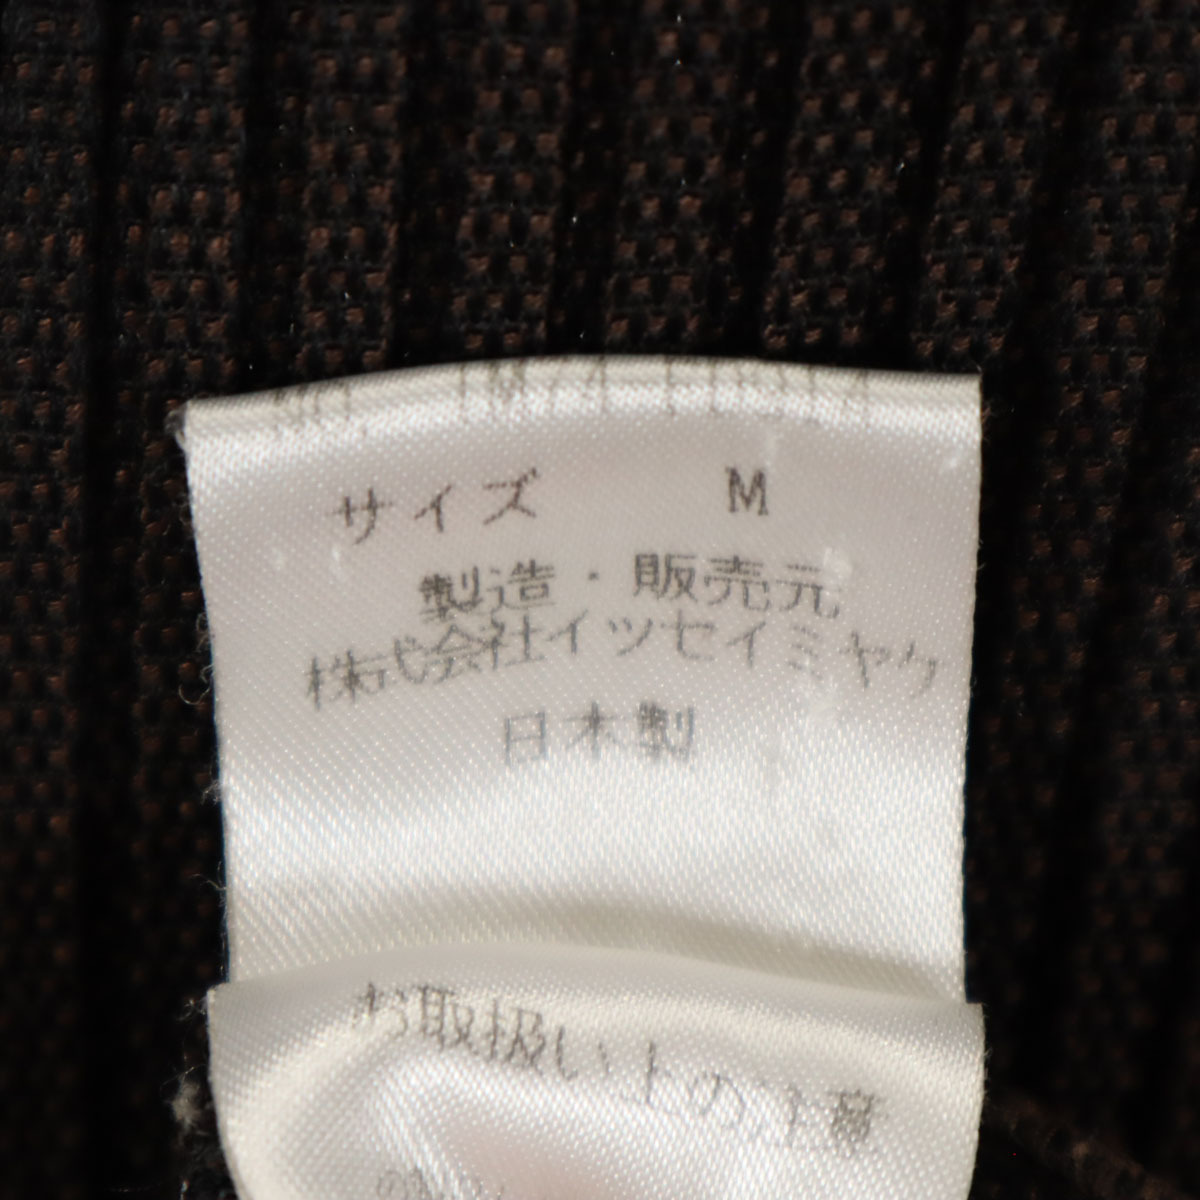 サイズ M
製造・販売元
株式会社イッセイミヤケ
日本製
お取扱い上の注意